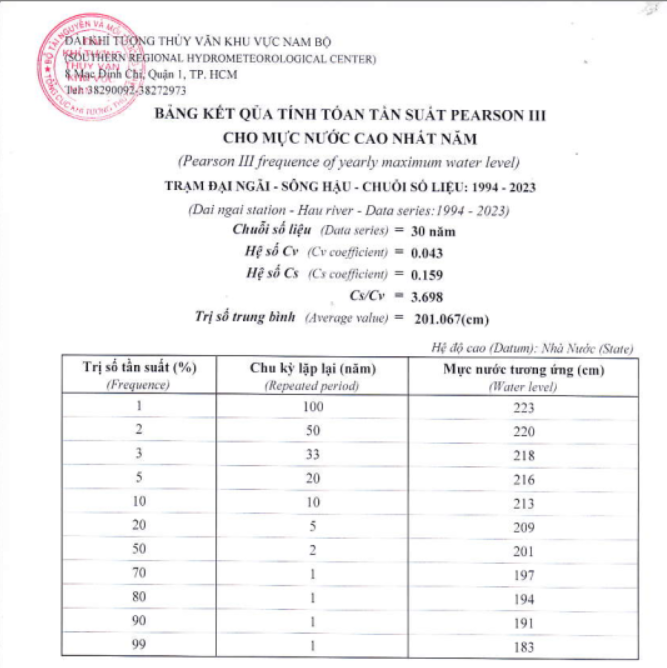 ĐÀI KHÍ TƯỢNG THỦY VĂN KHU VỰC NAM BỘ
(SOUTHERN REGIONAL HYDROMETEOROLOGICAL CENTER)
8 Mạc Đĩnh Chi, Quận 1, TP. HCM
Tel: 38290092-38272973
BẢNG KẾT QỦA TÍNH TÓAN TẦN SUẤT PEARSON III
CHO MỰC NƯỚC CAO NHẤT NĂM
(Pearson III frequence of yearly maximum water level)
TRẠM ĐẠI NGÃI - SÔNG HẬU - CHUỖI SỐ LIỆU: 1994 - 2023
(Dai ngai station - Hau river - Data series:1994 - 2023)
Chuỗi số liệu (Data series) = 30 năm
Hệ số Cv (Cv coefficient) = 0.043
Hệ số Cs (Cs coefficient) = 0.159
Cs/Cv = 3.698
Trị số trung bình (Average value) = 201.067(cm)
Hệ độ cao (Datum): Nhà Nước (State)
Trị số tần suất (%) Chu kỳ lặp lại (năm) Mực nước tương ứng (cm)
(Frequence) (Repeated period) (Water level)
1 100 223
2 50 220
3 33 218
5 20 216
10 10 213
20 5 209
50 2 201
70 1 197
80 1 194
90 1 191
99 1 183